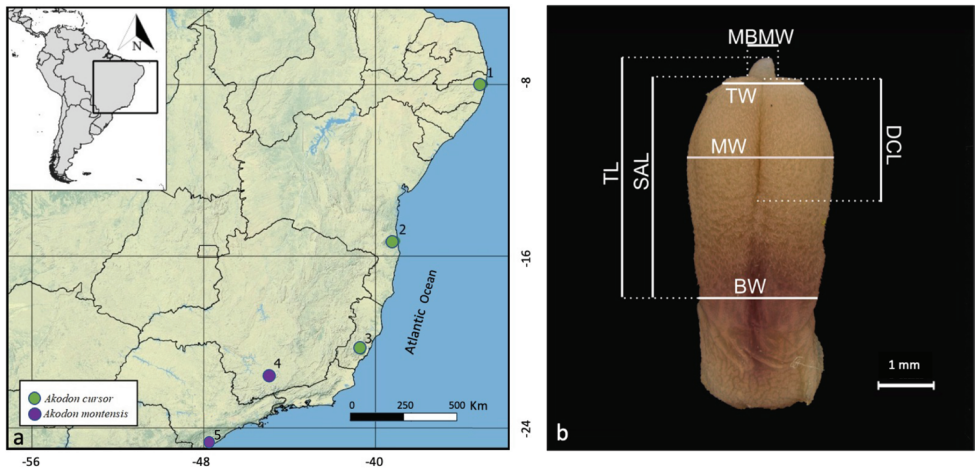 N
1
-8
2
-16
Atlantic Ocean
3
4
Akodon cursor
Akodon montensis
0 250 500 Km
5
-24
a
-56 -48 -40
MBMW
TW
MW
DCL
TL
SAL
BW
1 mm
b